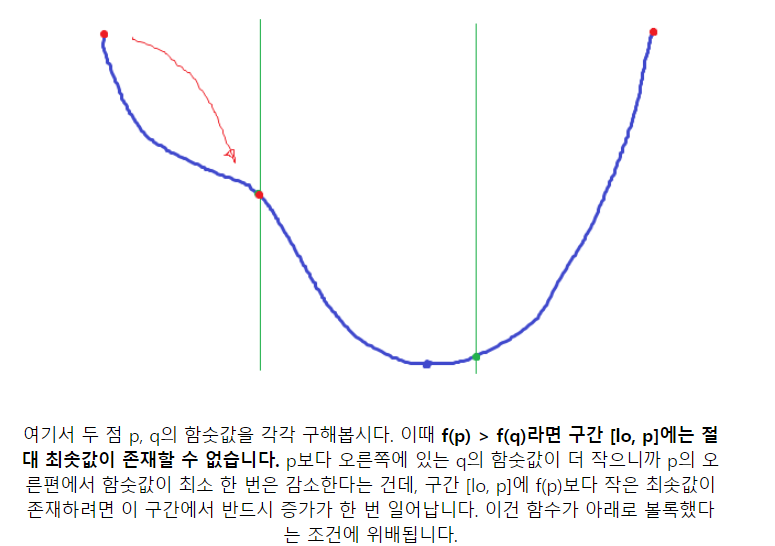 여기서 두 점 p, q의 함숫값을 각각 구해봅시다. 이때 f(p) > f(q)라면 구간 [lo, p]에는 절
대 최솟값이 존재할 수 없습니다. p보다 오른쪽에 있는 q의 함숫값이 더 작으니까 p의 오
른편에서 함숫값이 최소 한 번은 감소한다는 건데, 구간 [lo, p]에 f(p)보다 작은 최솟값이
존재하려면 이 구간에서 반드시 증가가 한 번 일어납니다. 이건 함수가 아래로 볼록했다
는 조건에 위배됩니다.